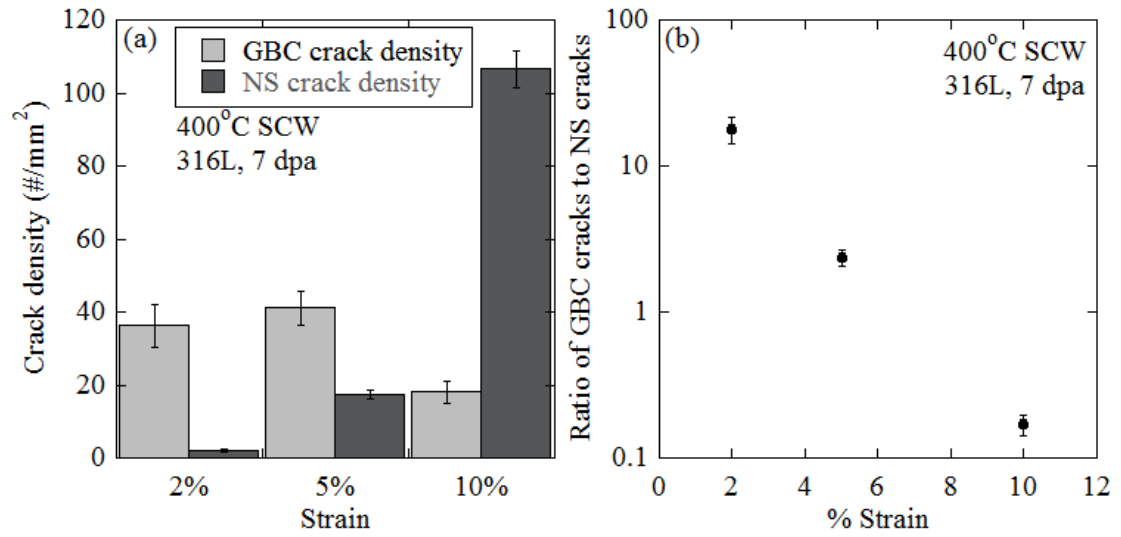 (a)
GBC crack density
NS crack density
400°C SCW
316L, 7 dpa
Crack density (#/mm²)
120
100
80
60
40
20
0
2% 5% 10%
Strain
(b)
400°C SCW
316L, 7 dpa
Ratio of GBC cracks to NS cracks
100
10
1
0.1
0 2 4 6 8 10 12
% Strain